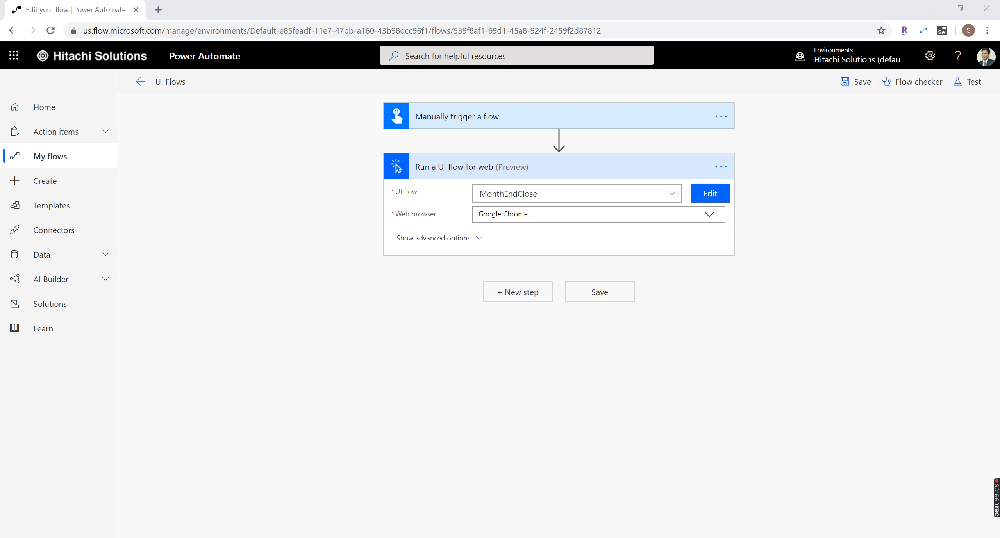 Edit your flow | Power Automate
us.flow.microsoft.com/manage/environments/Default-e85feadf-11e7-47bb-a160-43b98dcc96f1/flows/539f8af1-69d1-45a8-924f-2459f2d87812
R
Se
S
Hitachi Solutions
Power Automate
Search for helpful resources
Environments
Hitachi Solutions (defau...
?
UI Flows
Save
Flow checker
Test
Home
Action items
My flows
Create
Templates
Connectors
Data
AI Builder
Solutions
Learn
Manually trigger a flow
Run a UI flow for web (Preview)
* UI flow
MonthEndClose
Edit
* Web browser
Google Chrome
Show advanced options
+ New step
Save
screenrec